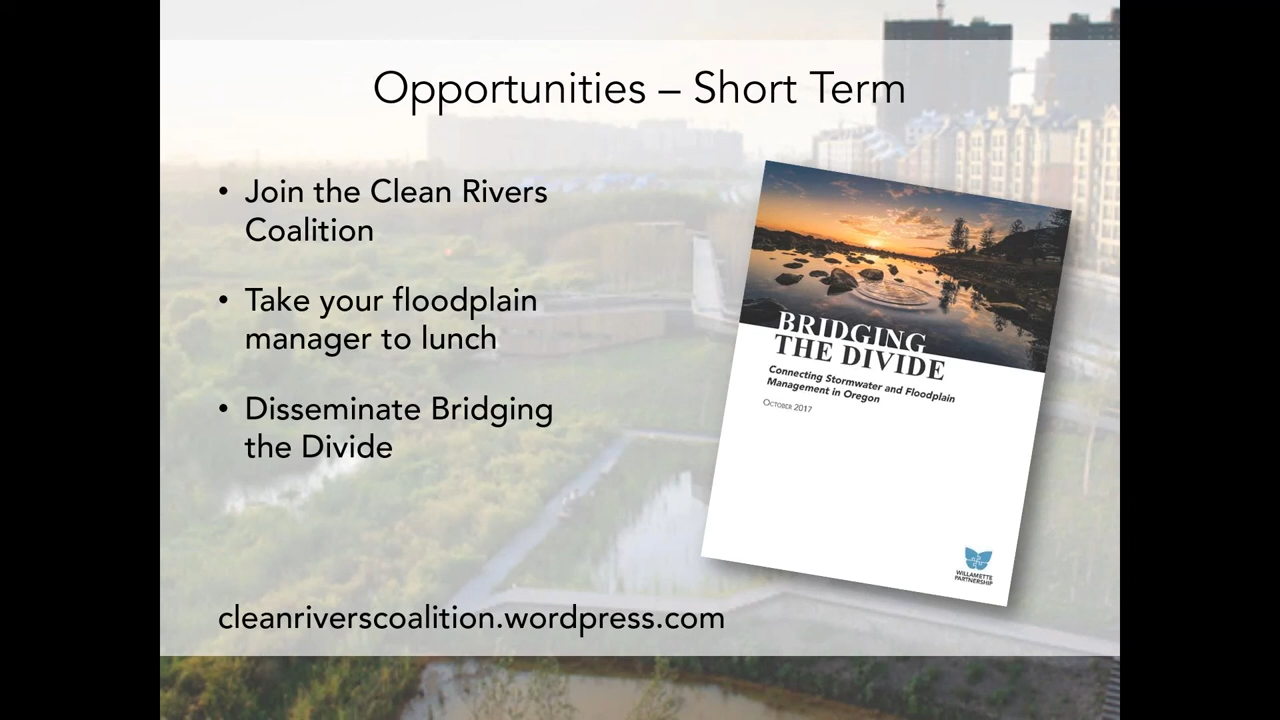 Opportunities – Short Term
• Join the Clean Rivers
Coalition
• Take your floodplain
manager to lunch
• Disseminate Bridging
the Divide
BRIDGING
THE DIVIDE
Connecting Stormwater and Floodplain
Management in Oregon
October 2017
WILLAMETTE
PARTNERSHIP
cleanriverscoalition.wordpress.com